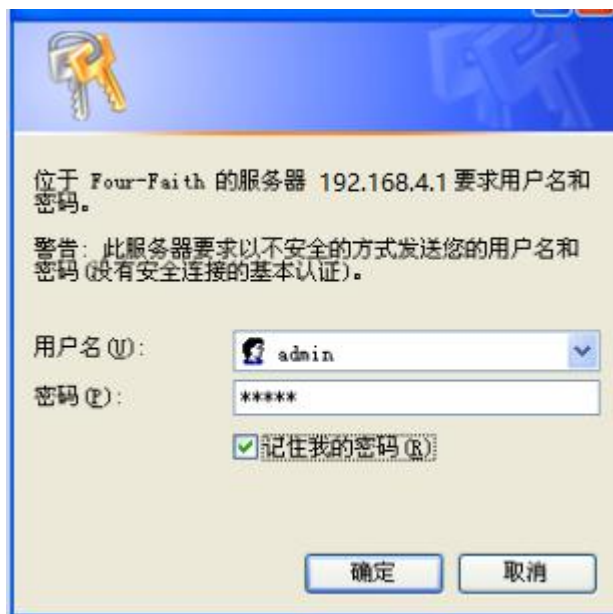 位于 Four-Faith 的服务器 192.168.4.1 要求用户名和
密码。
警告: 此服务器要求以不安全的方式发送您的用户名和
密码(没有安全连接的基本认证)。
用户名(U):
admin
密码(P):
*****
记住我的密码(R)
确定
取消